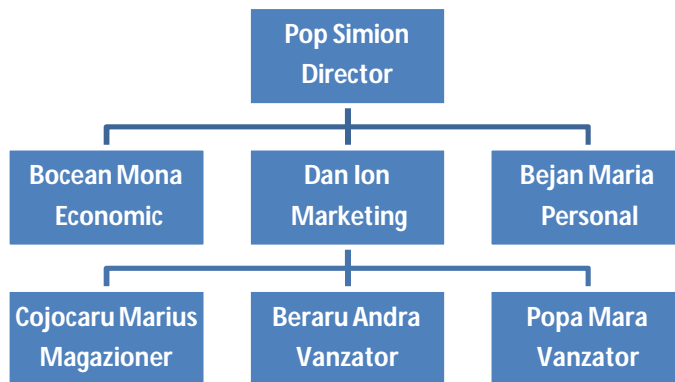 Pop Simion
Director
Bocean Mona
Economic
Dan Ion
Marketing
Bejan Maria
Personal
Cojocaru Marius
Magazioner
Beraru Andra
Vanzator
Popa Mara
Vanzator